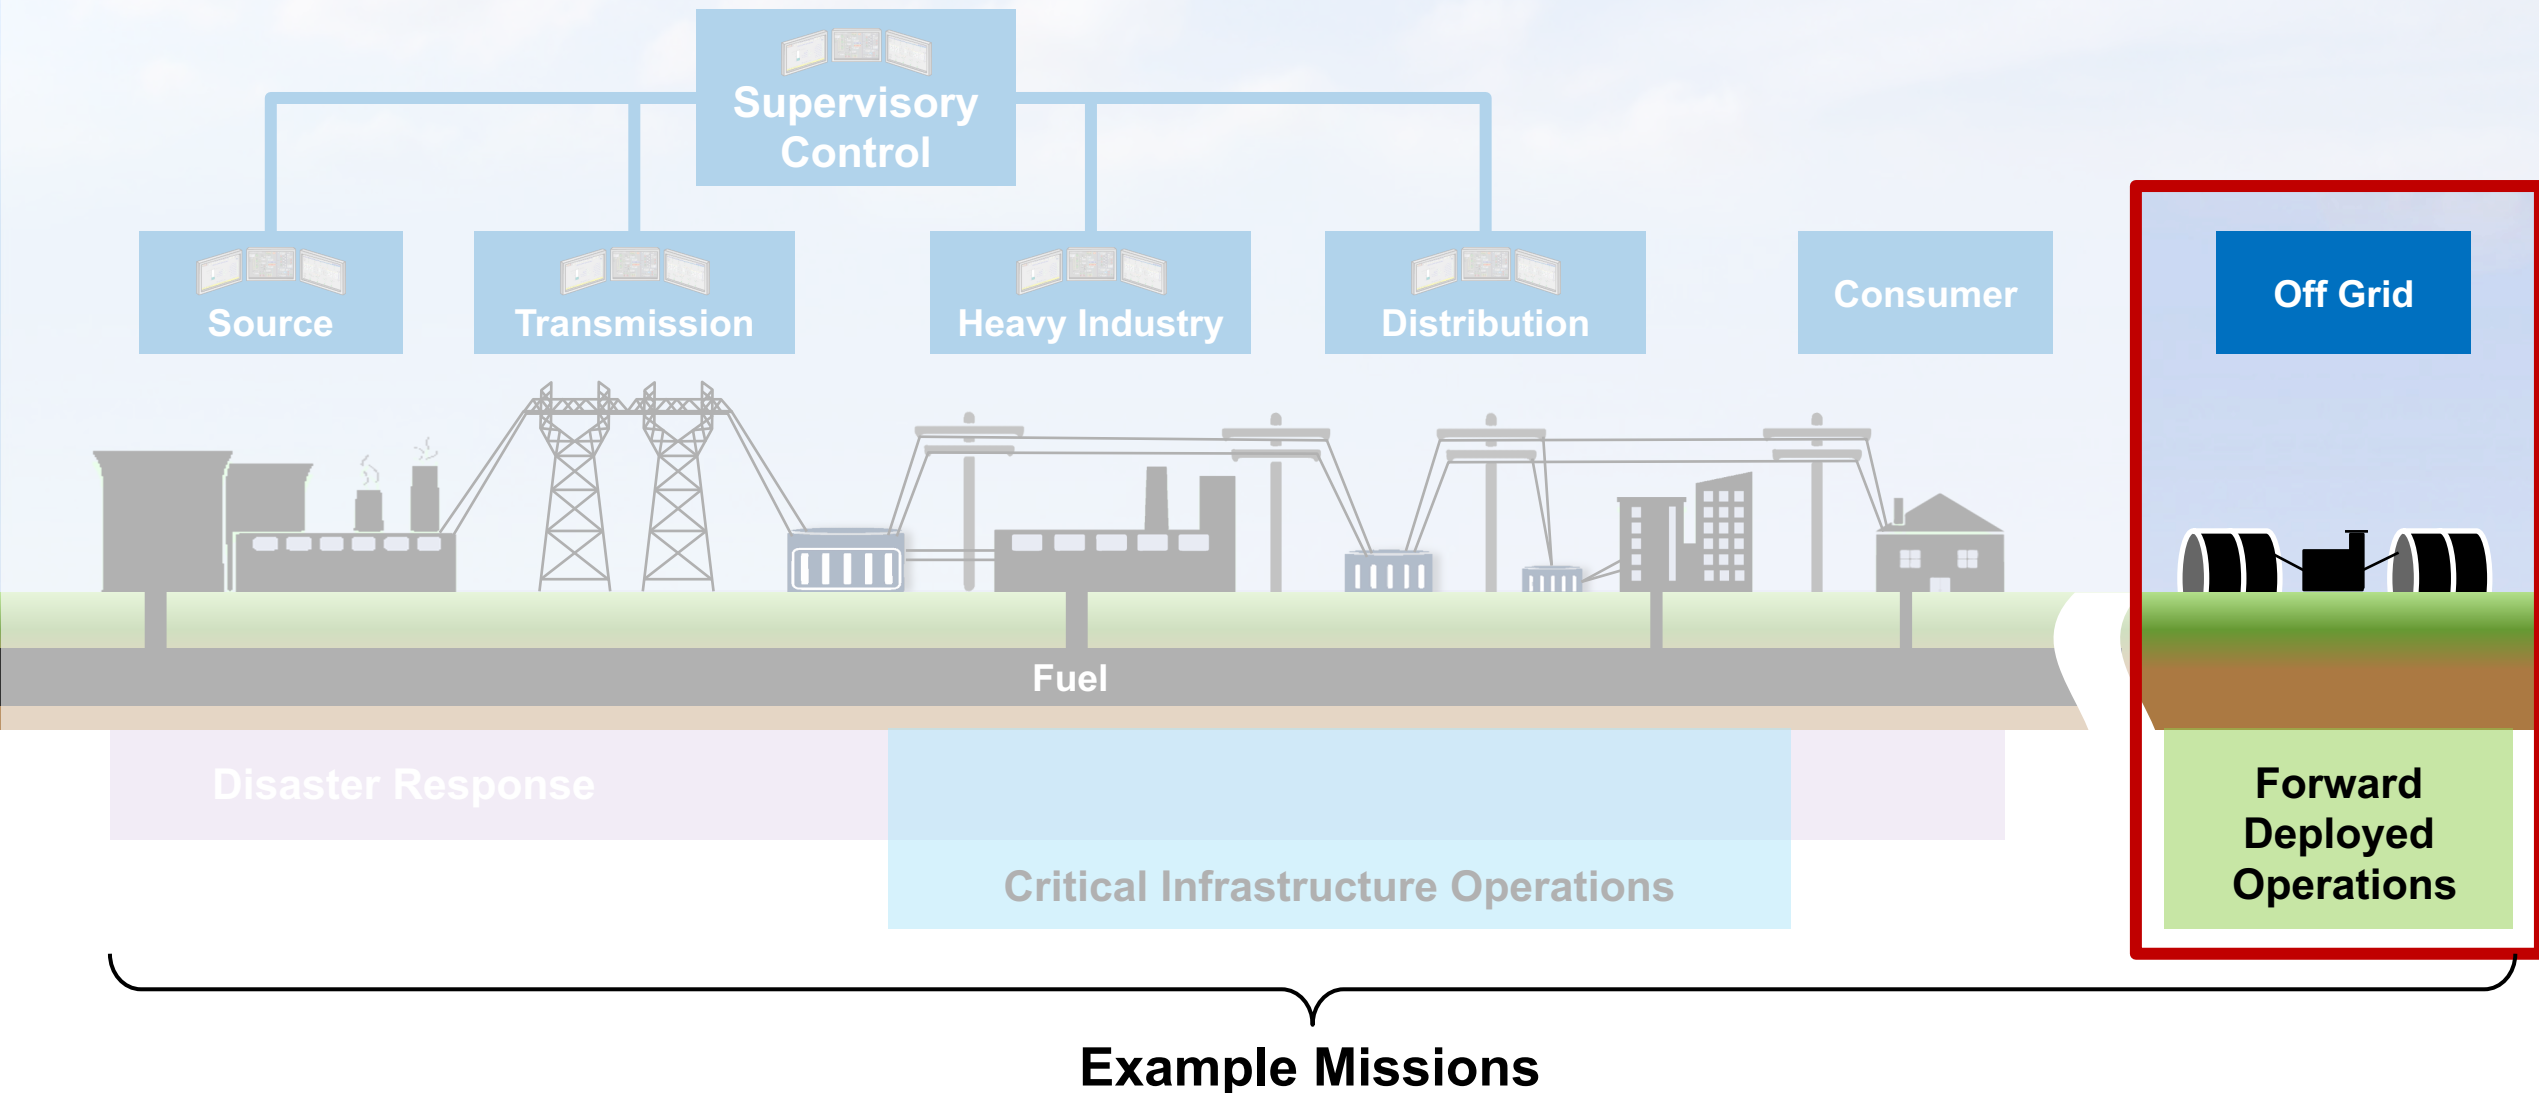 Supervisory
Control
Source
Transmission
Heavy Industry
Distribution
Consumer
Off Grid
Fuel
Disaster Response
Critical Infrastructure Operations
Forward
Deployed
Operations
Example Missions